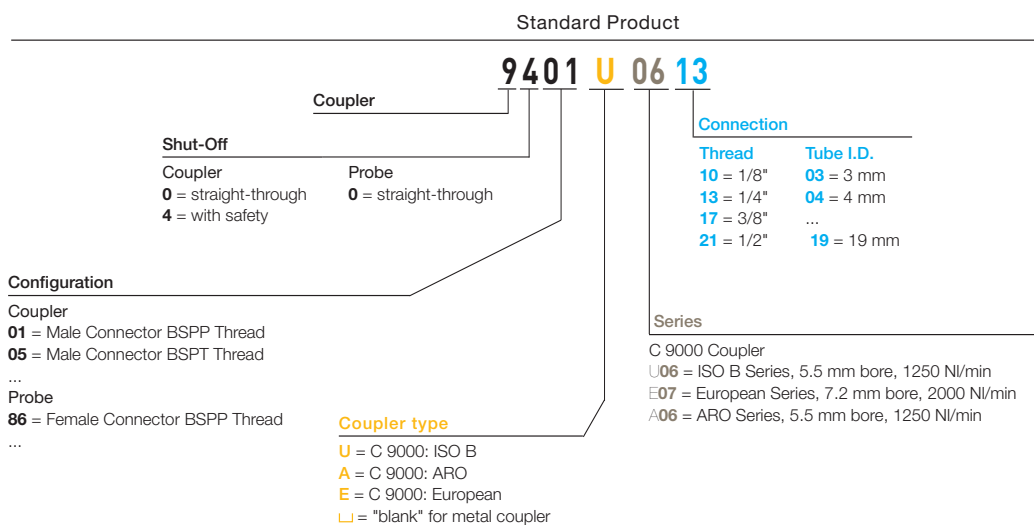 Standard Product
9401 U 06 13
Coupler
Shut-Off
Coupler Probe
0 = straight-through 0 = straight-through
4 = with safety
Connection
Thread Tube I.D.
10 = 1/8" 03 = 3 mm
13 = 1/4" 04 = 4 mm
17 = 3/8" ...
21 = 1/2" 19 = 19 mm
Configuration
Coupler
01 = Male Connector BSPP Thread
05 = Male Connector BSPT Thread
...
Probe
86 = Female Connector BSPP Thread
...
Series
C 9000 Coupler
U06 = ISO B Series, 5.5 mm bore, 1250 Nl/min
E07 = European Series, 7.2 mm bore, 2000 Nl/min
A06 = ARO Series, 5.5 mm bore, 1250 Nl/min
Coupler type
U = C 9000: ISO B
A = C 9000: ARO
E = C 9000: European
⌴ = "blank" for metal coupler